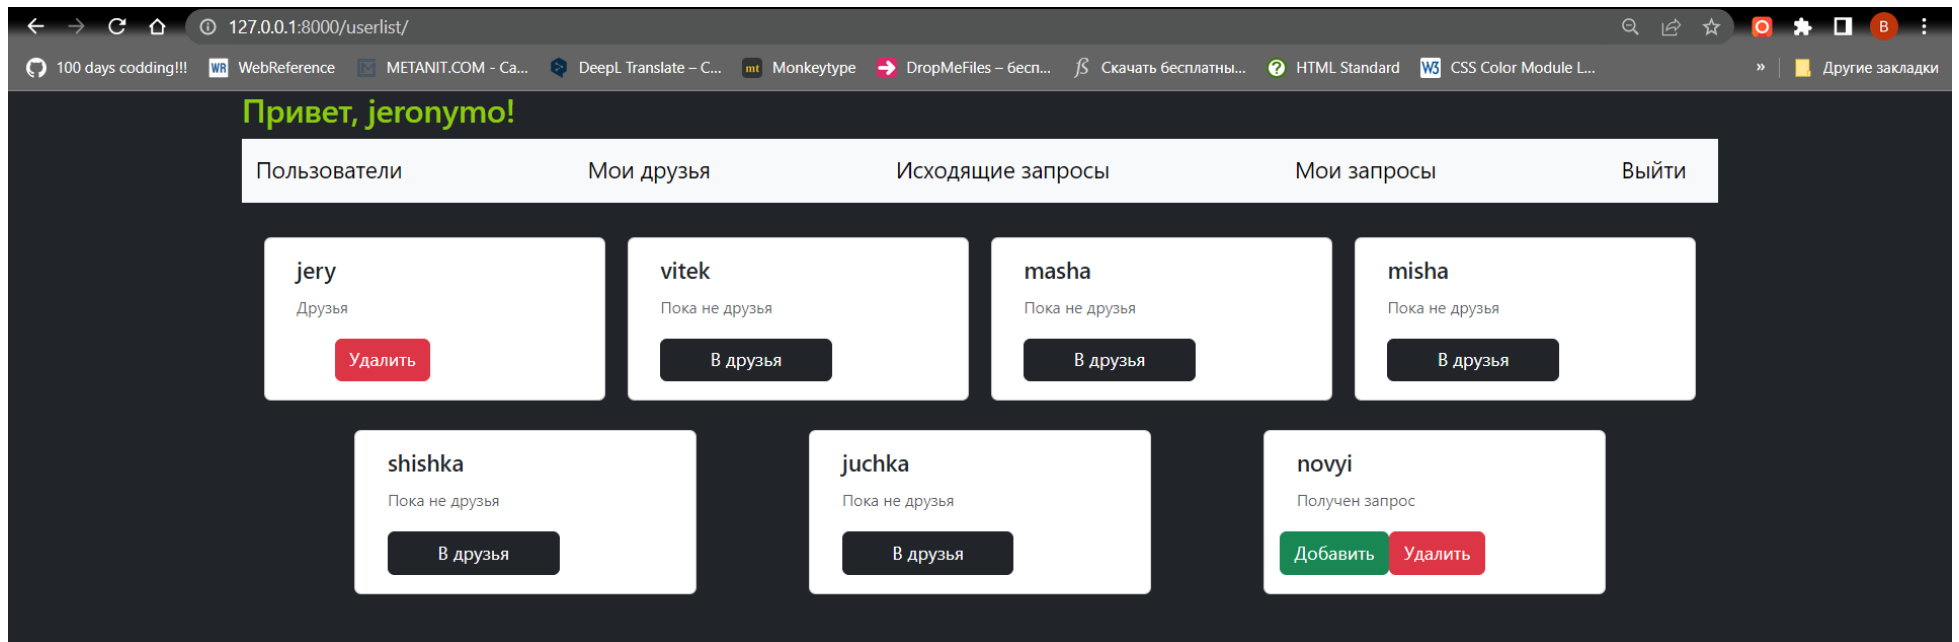 127.0.0.1:8000/userlist/
B
100 days codding!!!
WR WebReference
METANIT.COM - Ca...
DeepL Translate – C...
mt Monkeytype
DropMeFiles – бесп...
Скачать бесплатны...
HTML Standard
W3 CSS Color Module L...
»
Другие закладки
Привет, jeronymo!
Пользователи Мои друзья Исходящие запросы Мои запросы Выйти
jery
Друзья
Удалить
vitek
Пока не друзья
В друзья
masha
Пока не друзья
В друзья
misha
Пока не друзья
В друзья
shishka
Пока не друзья
В друзья
juchka
Пока не друзья
В друзья
novyi
Получен запрос
Добавить Удалить